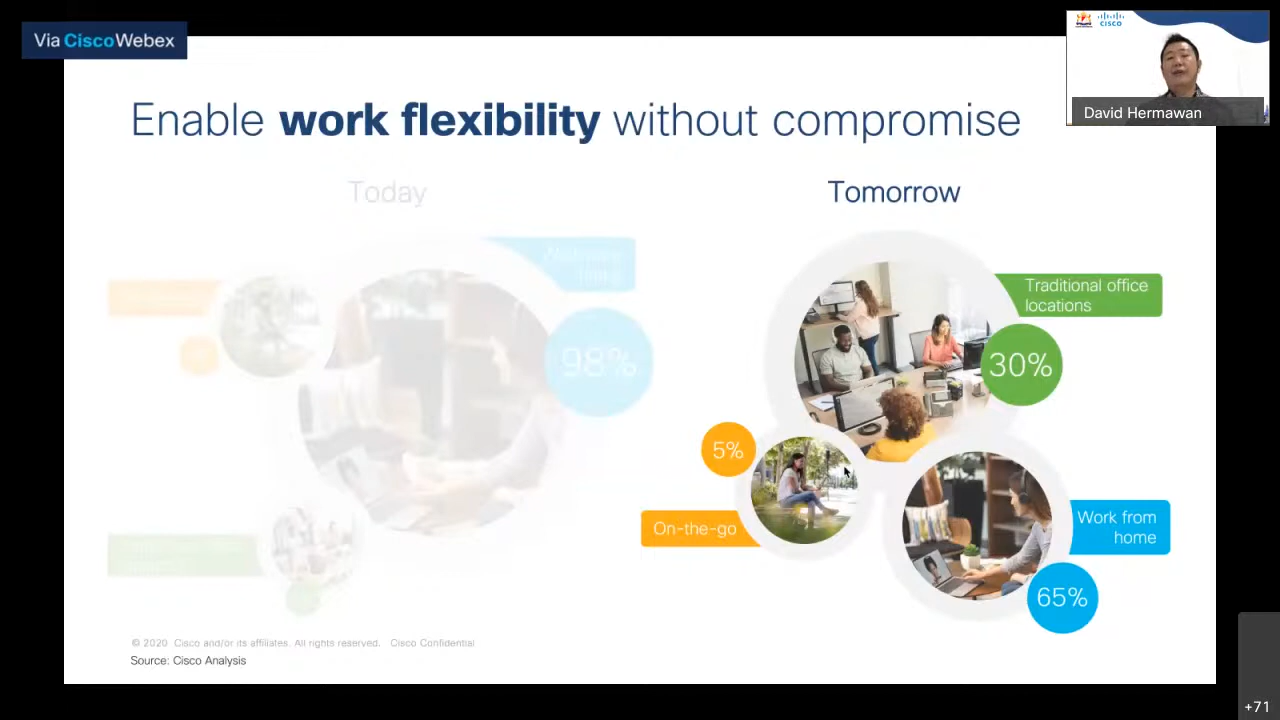 Via CiscoWebex
CISCO
David Hermawan
Enable work flexibility without compromise
Today
Tomorrow
98%
Traditional office
locations
30%
5%
On-the-go
Work from
home
65%
© 2020 Cisco and/or its affiliates. All rights reserved. Cisco Confidential
Source: Cisco Analysis
+71